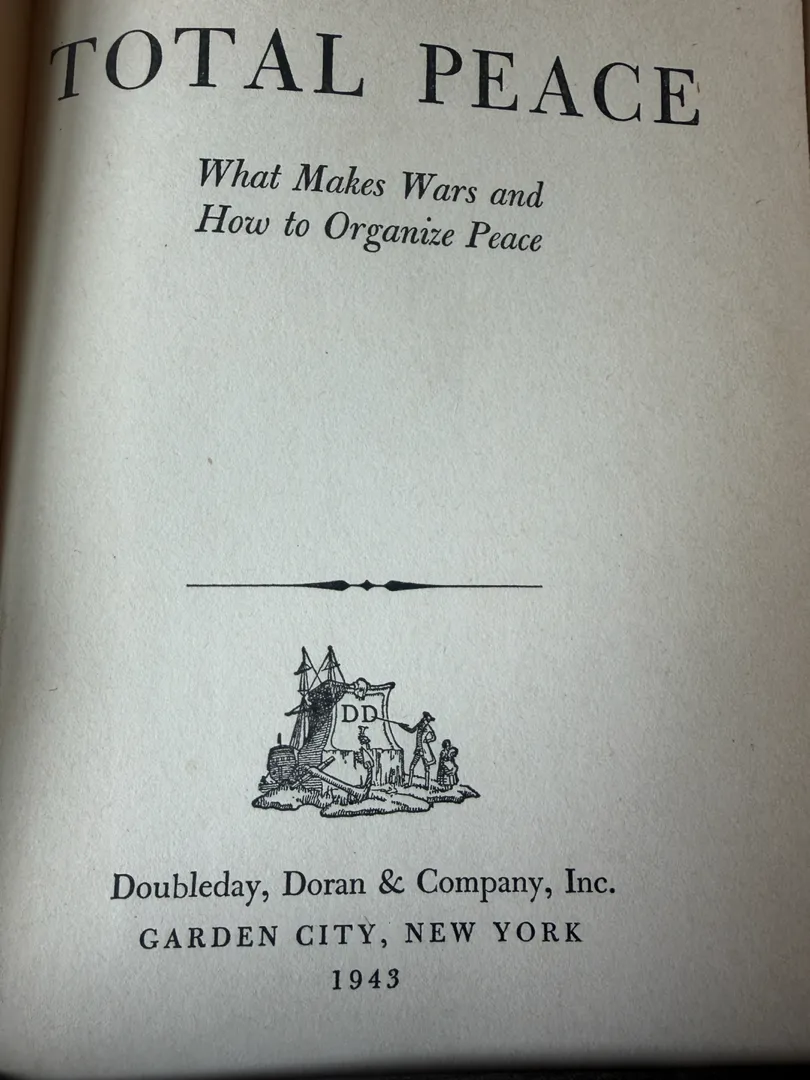 TOTAL PEACE
What Makes Wars and
How to Organize Peace
DD
Doubleday, Doran & Company, Inc.
GARDEN CITY, NEW YORK
1943